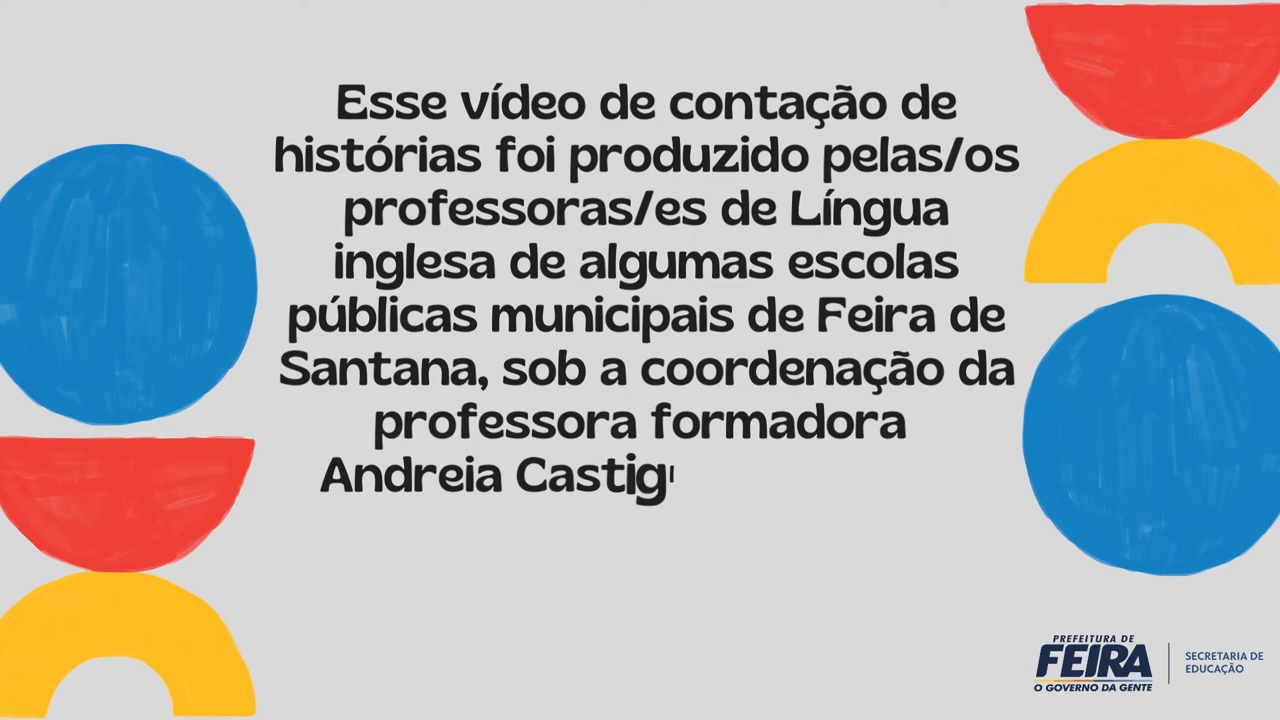 Esse vídeo de contação de
histórias foi produzido pelas/os
professoras/es de Língua
inglesa de algumas escolas
públicas municipais de Feira de
Santana, sob a coordenação da
professora formadora
Andreia Castig
PREFEITURA DE
FEIRA
O GOVERNO DA GENTE
SECRETARIA DE
EDUCAÇÃO